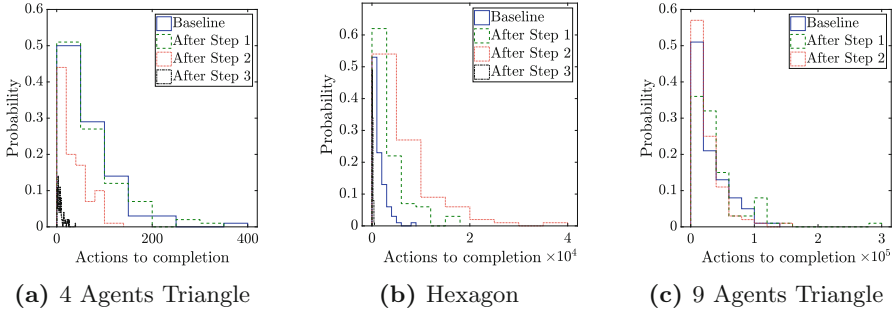 0.6
0.5
0.4
0.3
0.2
0.1
0
Probability
0 200 400
Actions to completion
Baseline
After Step 1
After Step 2
After Step 3
(a) 4 Agents Triangle
0.6
0.5
0.4
0.3
0.2
0.1
0
Probability
0 2 4
Actions to completion ×10^4
Baseline
After Step 1
After Step 2
After Step 3
(b) Hexagon
0.6
0.5
0.4
0.3
0.2
0.1
0
Probability
0 1 2 3
Actions to completion ×10^5
Baseline
After Step 1
After Step 2
(c) 9 Agents Triangle